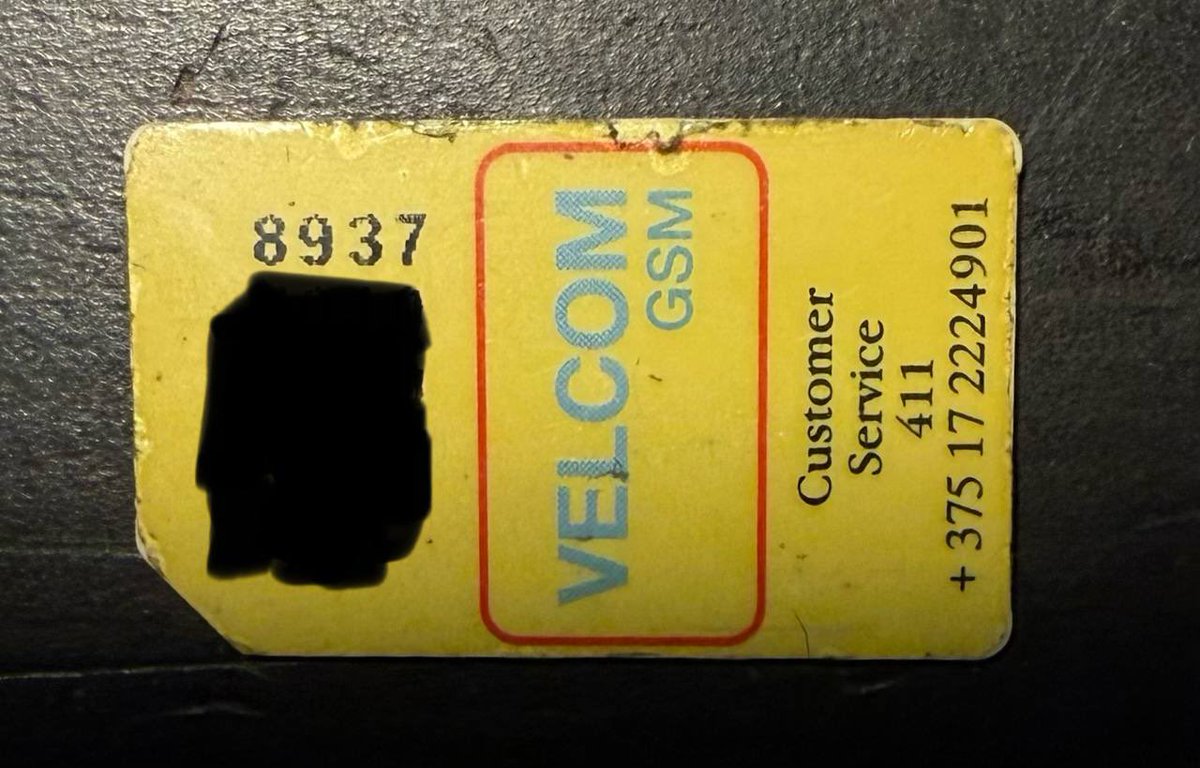 8937
VELCOM
GSM
Customer
Service
411
+ 375 17 2224901